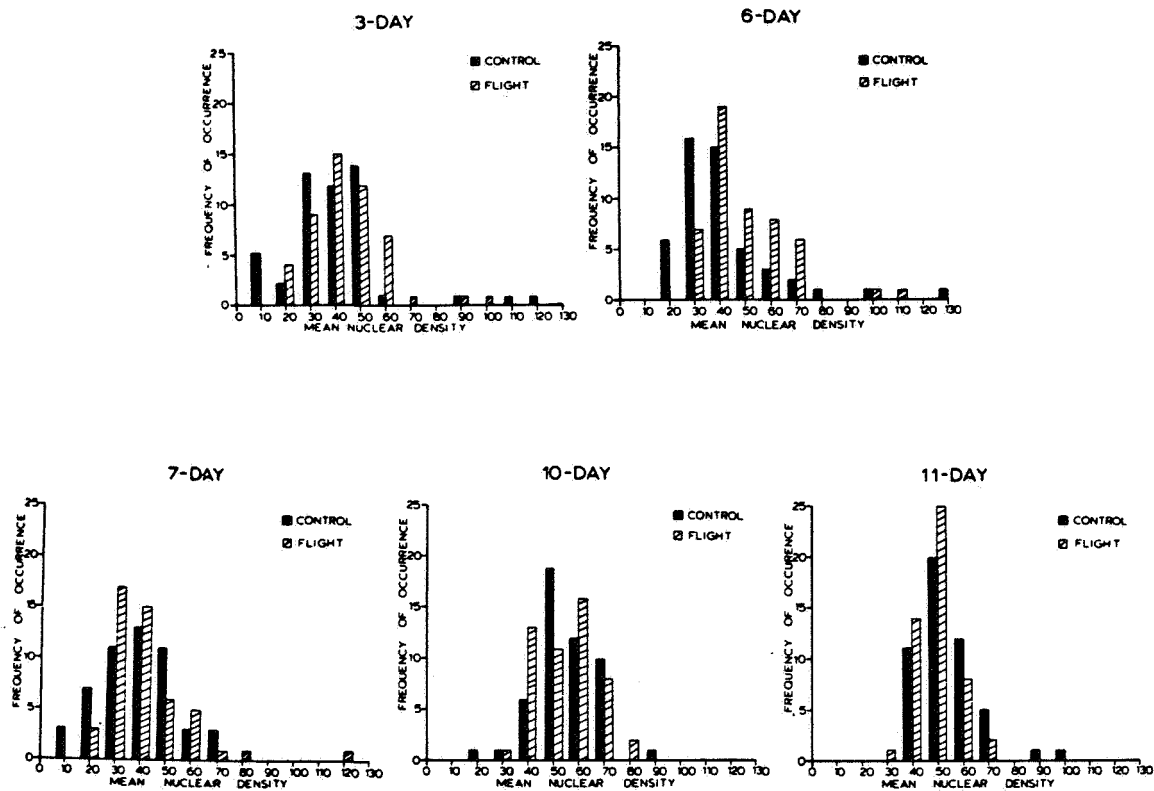 3-DAY
25
20
15
10
5
0
FREQUENCY OF OCCURRENCE
CONTROL
FLIGHT
0 10 20 30 40 50 60 70 80 90 100 110 120 130
MEAN NUCLEAR DENSITY
6-DAY
25
20
15
10
5
0
FREQUENCY OF OCCURRENCE
CONTROL
FLIGHT
0 10 20 30 40 50 60 70 80 90 100 110 120 130
MEAN NUCLEAR DENSITY
7-DAY
25
20
15
10
5
0
FREQUENCY OF OCCURRENCE
CONTROL
FLIGHT
0 10 20 30 40 50 60 70 80 90 100 110 120 130
MEAN NUCLEAR DENSITY
10-DAY
25
20
15
10
5
0
FREQUENCY OF OCCURRENCE
CONTROL
FLIGHT
0 10 20 30 40 50 60 70 80 90 100 110 120 130
MEAN NUCLEAR DENSITY
11-DAY
25
20
15
10
5
0
FREQUENCY OF OCCURRENCE
CONTROL
FLIGHT
0 10 20 30 40 50 60 70 80 90 100 110 120 130
MEAN NUCLEAR DENSITY